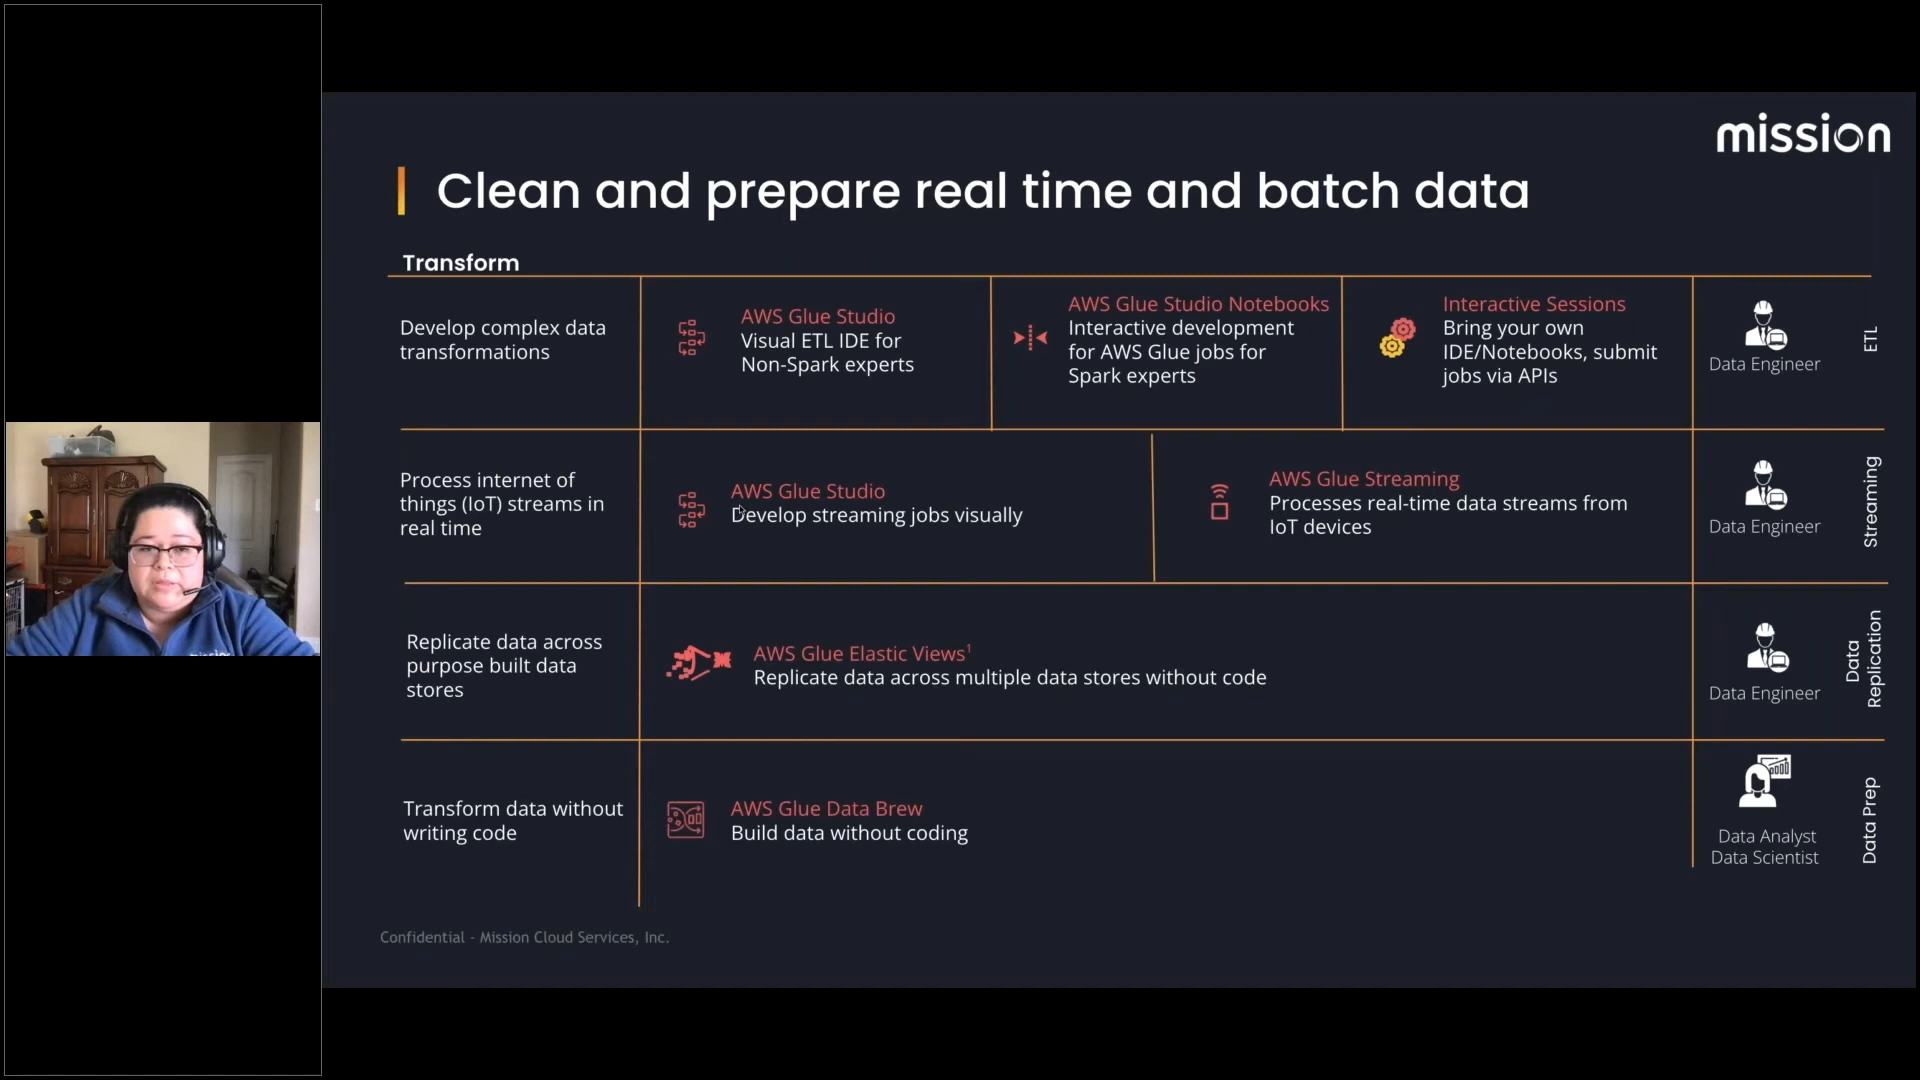 mission
Clean and prepare real time and batch data
Transform
Develop complex data
transformations
AWS Glue Studio
Visual ETL IDE for
Non-Spark experts
AWS Glue Studio Notebooks
Interactive development
for AWS Glue jobs for
Spark experts
Interactive Sessions
Bring your own
IDE/Notebooks, submit
jobs via APIs
Data Engineer
ETL
Process internet of
things (IoT) streams in
real time
AWS Glue Studio
Develop streaming jobs visually
AWS Glue Streaming
Processes real-time data streams from
IoT devices
Data Engineer
Streaming
Replicate data across
purpose built data
stores
AWS Glue Elastic Views¹
Replicate data across multiple data stores without code
Data Engineer
Data
Replication
Transform data without
writing code
AWS Glue Data Brew
Build data without coding
Data Analyst
Data Scientist
Data Prep
Confidential - Mission Cloud Services, Inc.